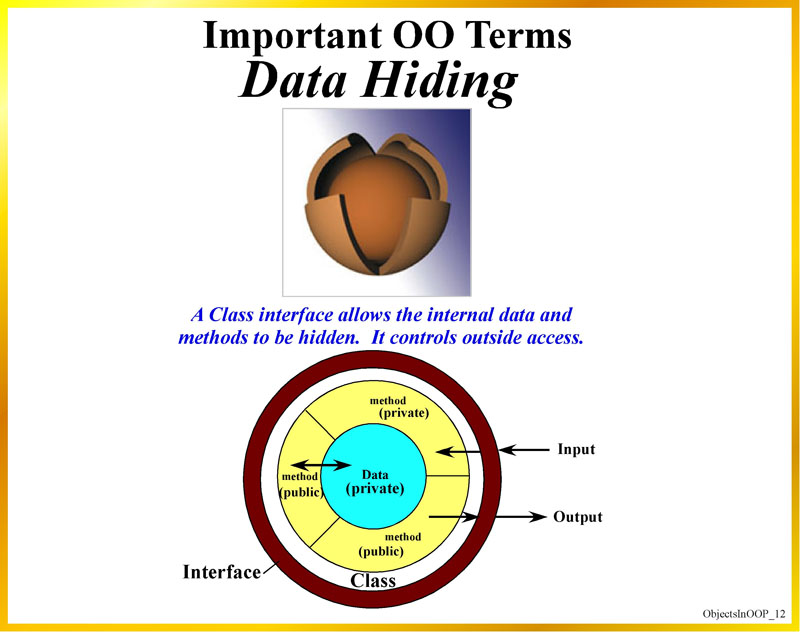 Important OO Terms
Data Hiding
A Class interface allows the internal data and
methods to be hidden.  It controls outside access.
method
(private)
Input
method
(public)
Data
(private)
Output
method
(public)
Interface
Class
ObjectsInOOP_12